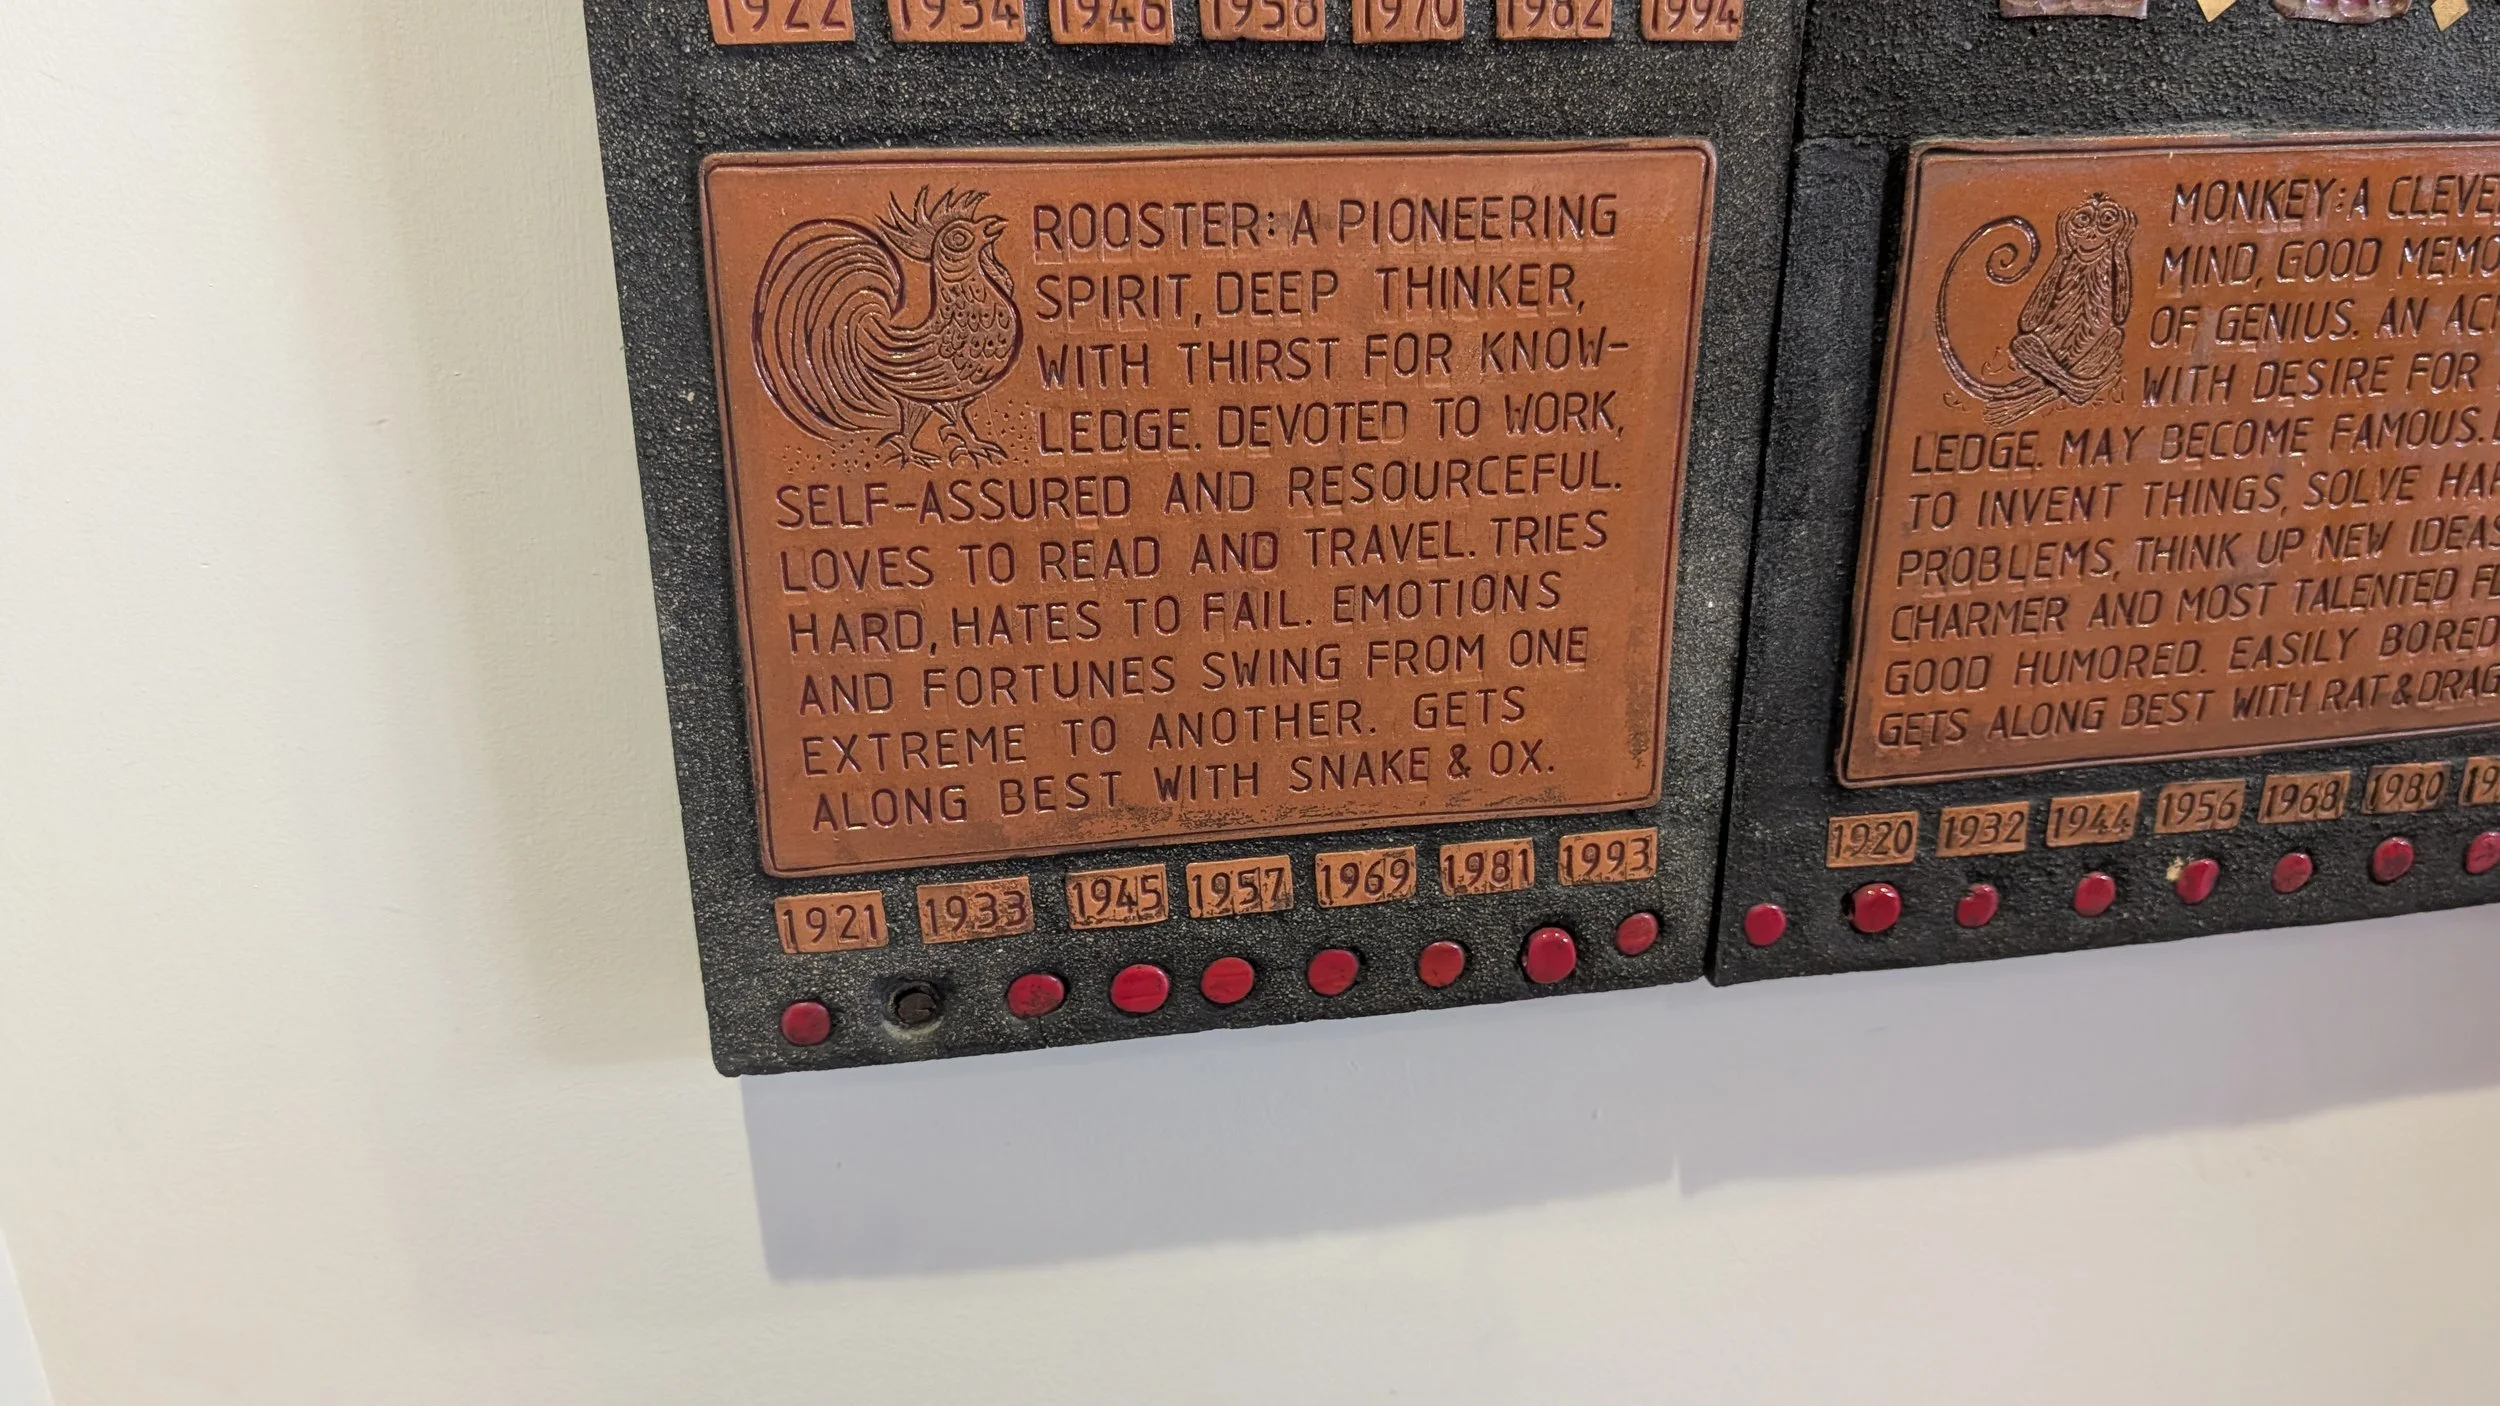 1922 1934 1946 1958 1970 1982 1994
ROOSTER: A PIONEERING
SPIRIT, DEEP THINKER,
WITH THIRST FOR KNOW-
LEDGE. DEVOTED TO WORK,
SELF-ASSURED AND RESOURCEFUL.
LOVES TO READ AND TRAVEL. TRIES
HARD, HATES TO FAIL. EMOTIONS
AND FORTUNES SWING FROM ONE
EXTREME TO ANOTHER. GETS
ALONG BEST WITH SNAKE & OX.
1921 1933 1945 1957 1969 1981 1993
MONKEY: A CLEVE
MIND, GOOD MEMO
OF GENIUS. AN
WITH DESIRE FOR
LEDGE. MAY BECOME FAMOUS.
TO INVENT THINGS, SOLVE HA
PROBLEMS, THINK UP NEW IDEAS
CHARMER AND MOST TALENTED
GOOD HUMORED. EASILY BORED
GETS ALONG BEST WITH RAT & DRAG
1920 1932 1944 1956 1968 1980